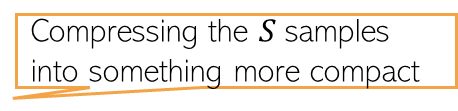 Compressing the S samples
into something more compact